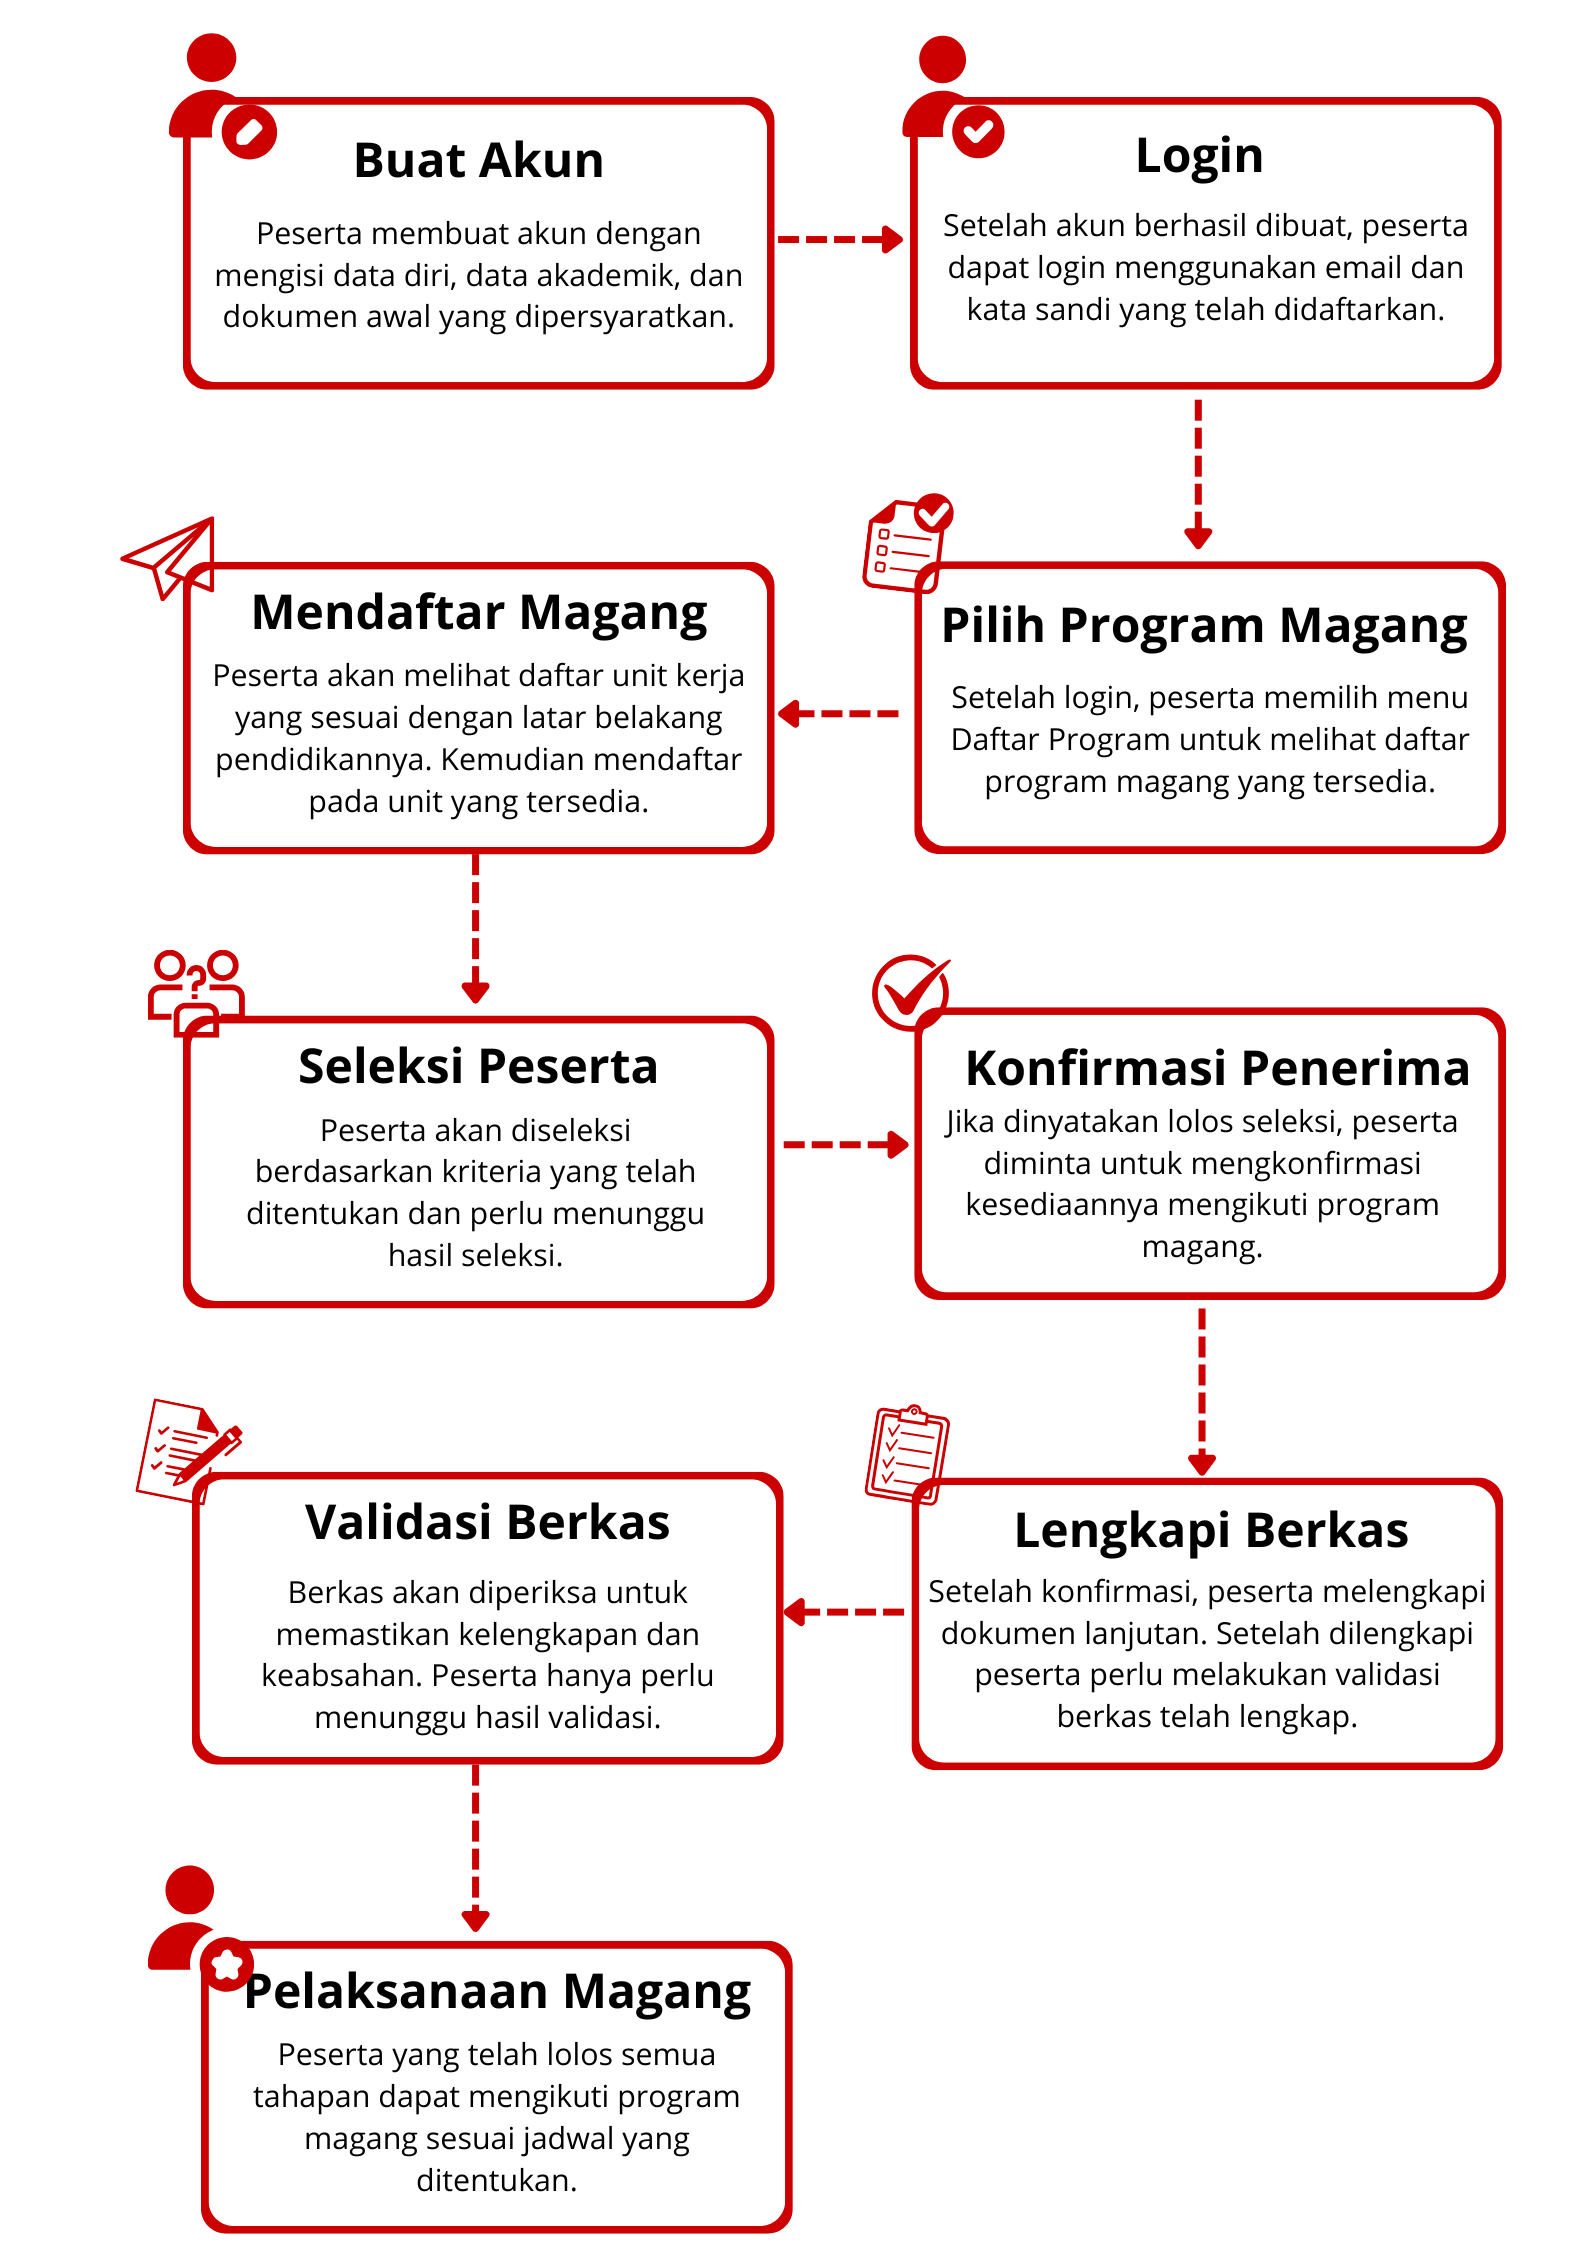 Buat Akun
Peserta membuat akun dengan
mengisi data diri, data akademik, dan
dokumen awal yang dipersyaratkan.
Login
Setelah akun berhasil dibuat, peserta
dapat login menggunakan email dan
kata sandi yang telah didaftarkan.
Pilih Program Magang
Setelah login, peserta memilih menu
Daftar Program untuk melihat daftar
program magang yang tersedia.
Mendaftar Magang
Peserta akan melihat daftar unit kerja
yang sesuai dengan latar belakang
pendidikannya. Kemudian mendaftar
pada unit yang tersedia.
Seleksi Peserta
Peserta akan diseleksi
berdasarkan kriteria yang telah
ditentukan dan perlu menunggu
hasil seleksi.
Konfirmasi Penerima
Jika dinyatakan lolos seleksi, peserta
diminta untuk mengkonfirmasi
kesediaannya mengikuti program
magang.
Lengkapi Berkas
Setelah konfirmasi, peserta melengkapi
dokumen lanjutan. Setelah dilengkapi
peserta perlu melakukan validasi
berkas telah lengkap.
Validasi Berkas
Berkas akan diperiksa untuk
memastikan kelengkapan dan
keabsahan. Peserta hanya perlu
menunggu hasil validasi.
Pelaksanaan Magang
Peserta yang telah lolos semua
tahapan dapat mengikuti program
magang sesuai jadwal yang
ditentukan.